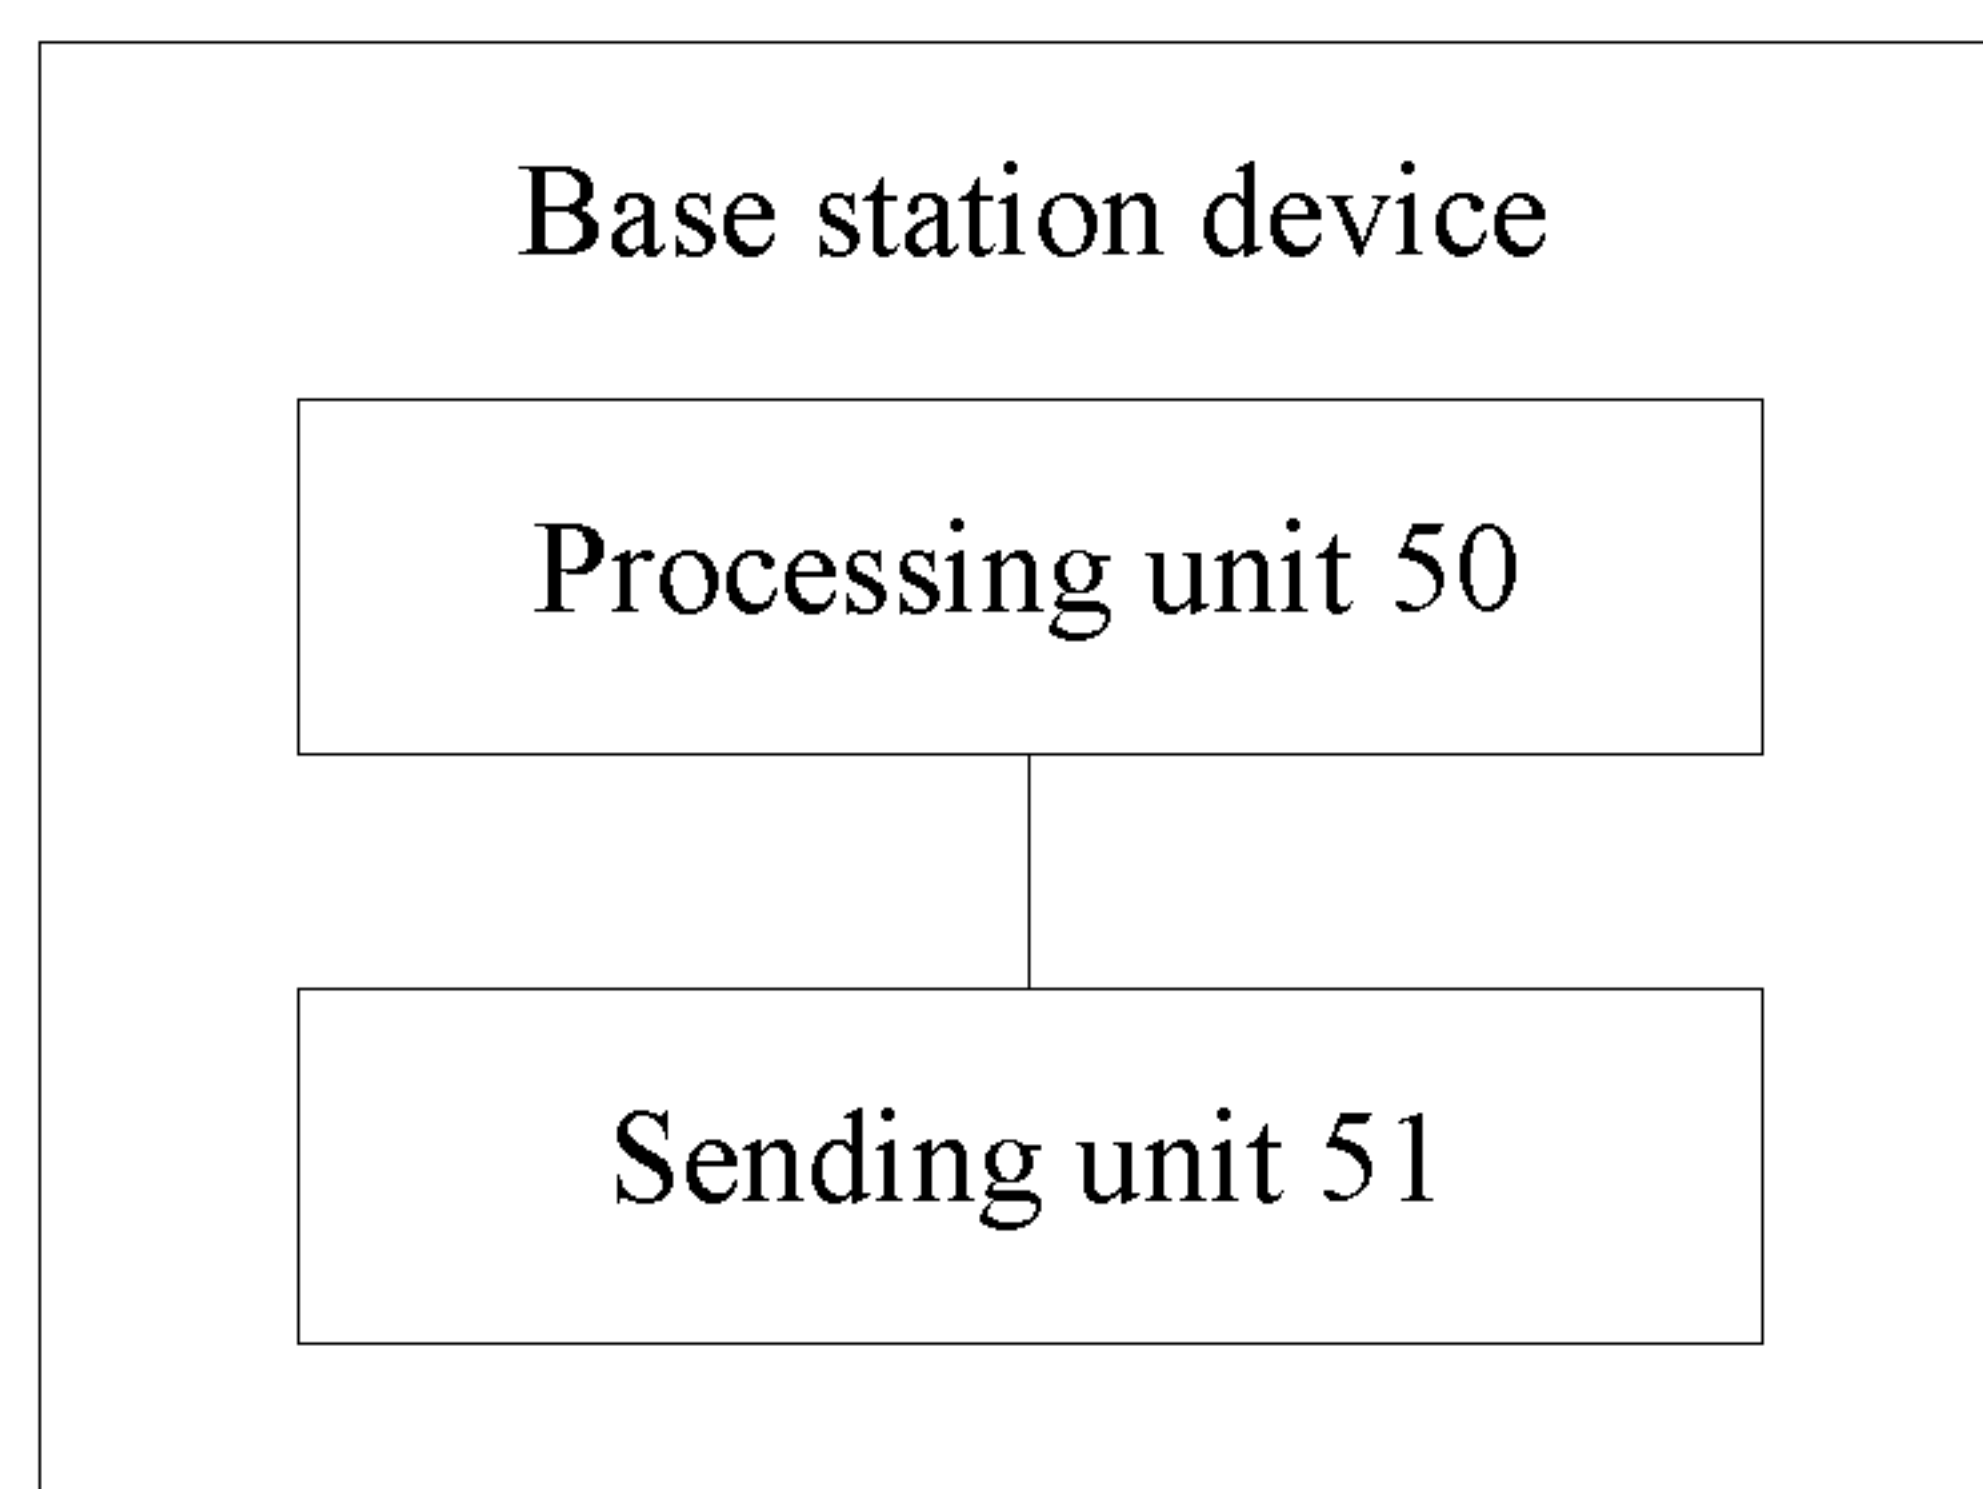 Base station device
Processing unit 50
Sending unit 51